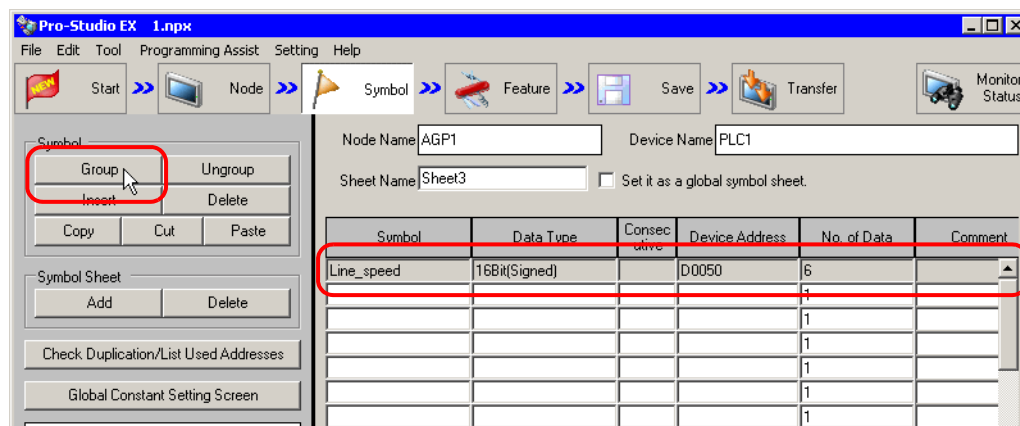 Pro-Studio EX 1.npx
File Edit Tool Programming Assist Setting Help
NEW Start Node Symbol Feature Save Transfer Monitor Status
Symbol
Group Ungroup
Insert Delete
Copy Cut Paste
Symbol Sheet
Add Delete
Check Duplication/List Used Addresses
Global Constant Setting Screen
Node Name AGP1 Device Name PLC1
Sheet Name Sheet3 Set it as a global symbol sheet.
Symbol Data Type Consecutive Device Address No. of Data Comment
Line_speed 16Bit(Signed) D0050 6
1
1
1
1
1
1